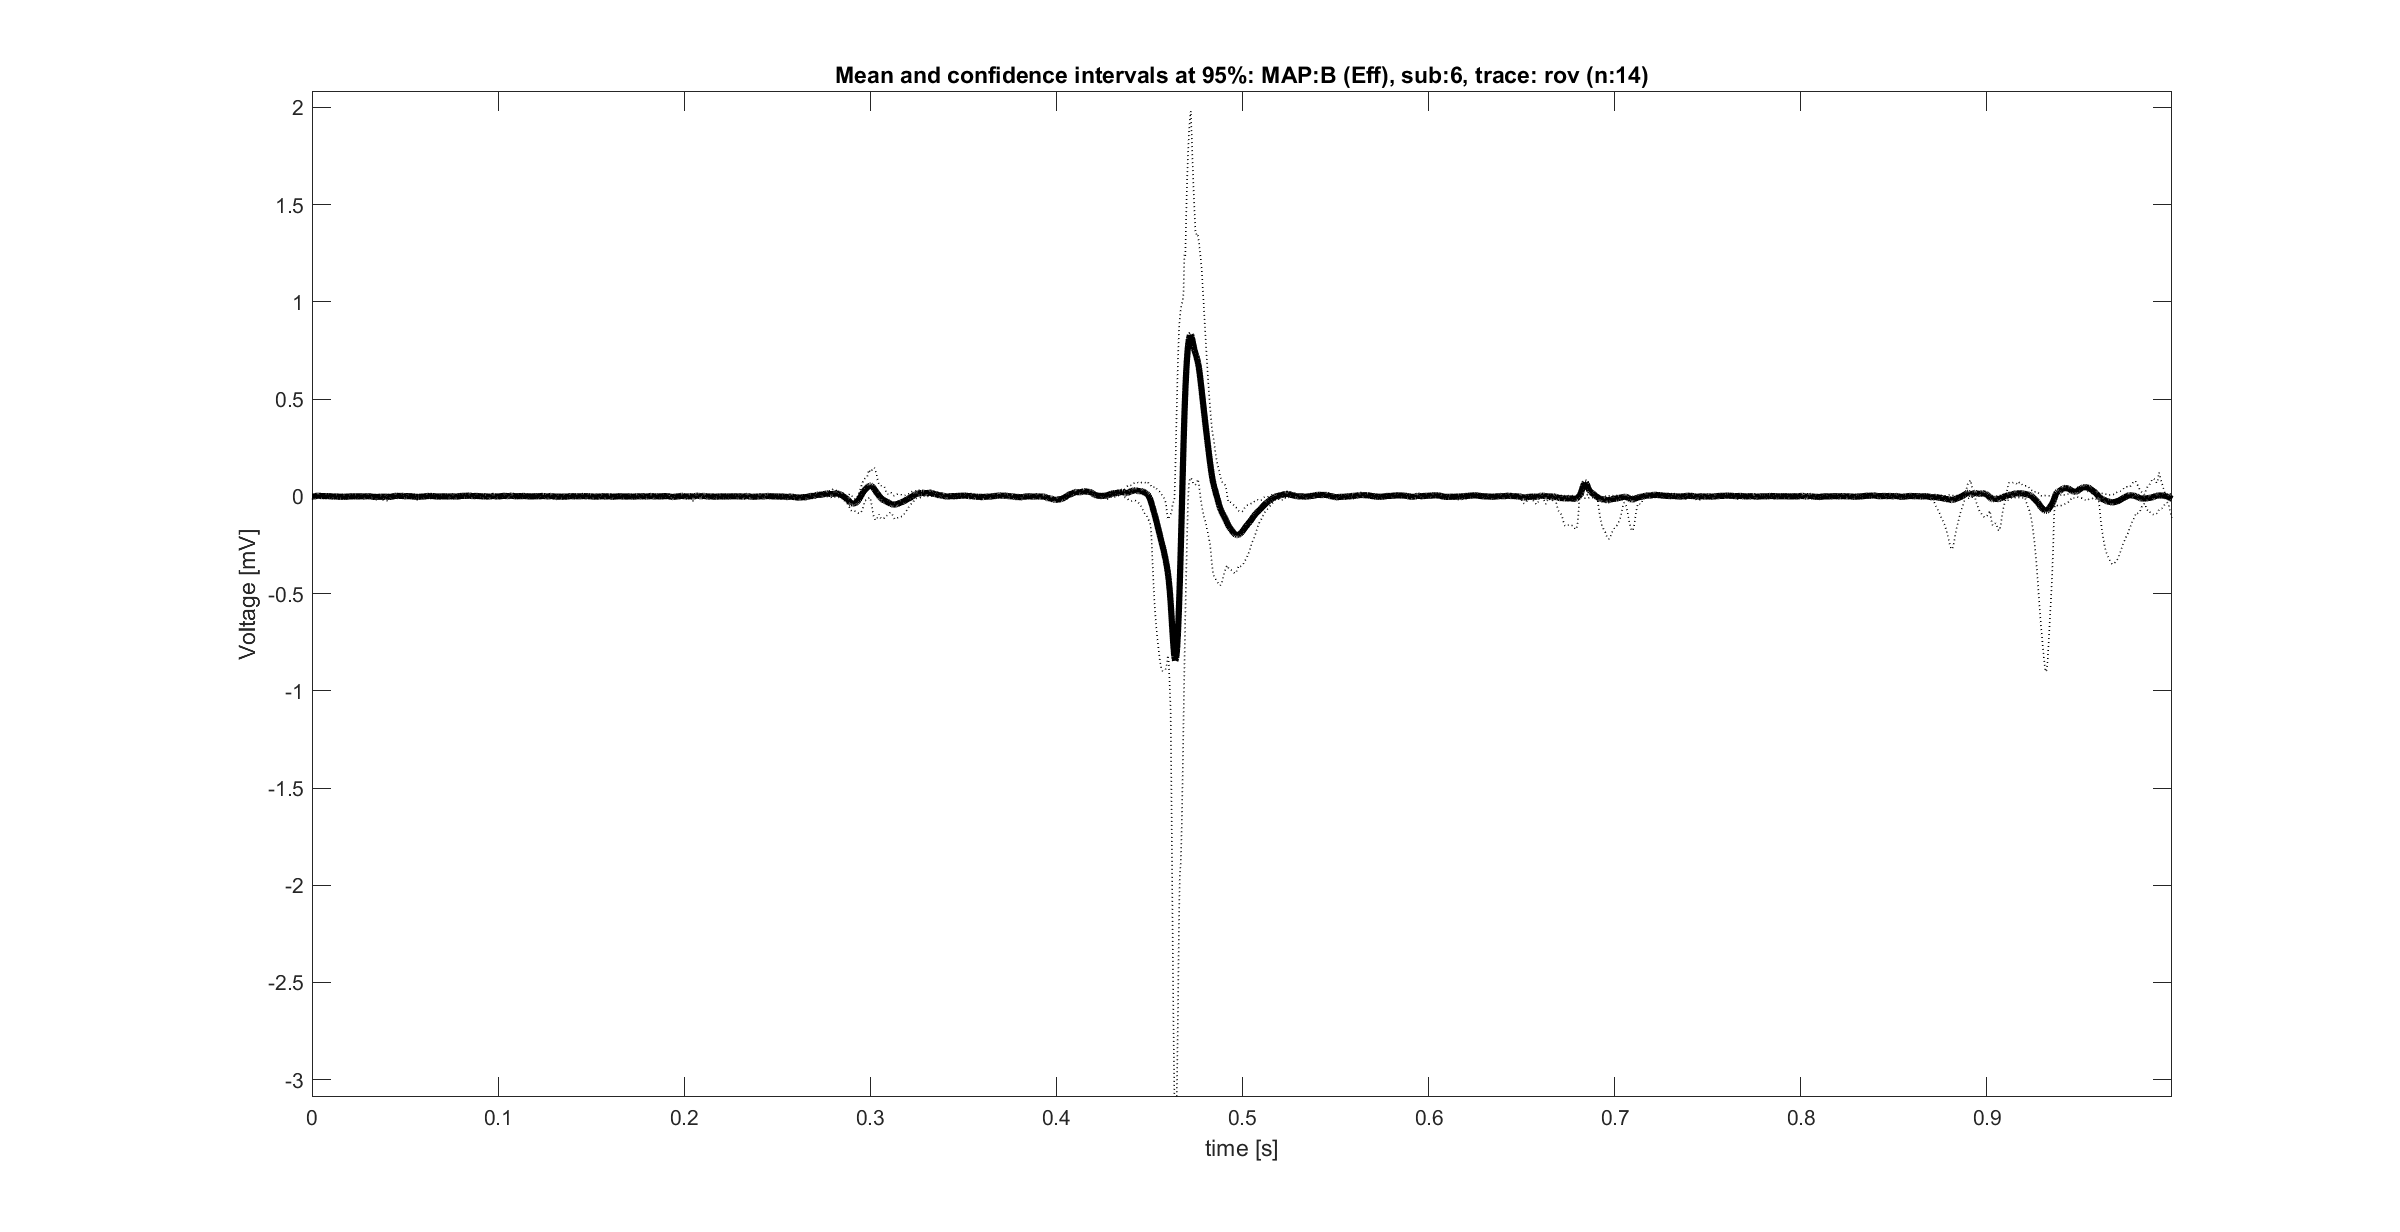 Mean and confidence intervals at 95%: MAP:B (Eff), sub:6, trace: rov (n:14)
2
1.5
1
0.5
0
-0.5
-1
-1.5
-2
-2.5
-3
Voltage [mV]
0 0.1 0.2 0.3 0.4 0.5 0.6 0.7 0.8 0.9
time [s]